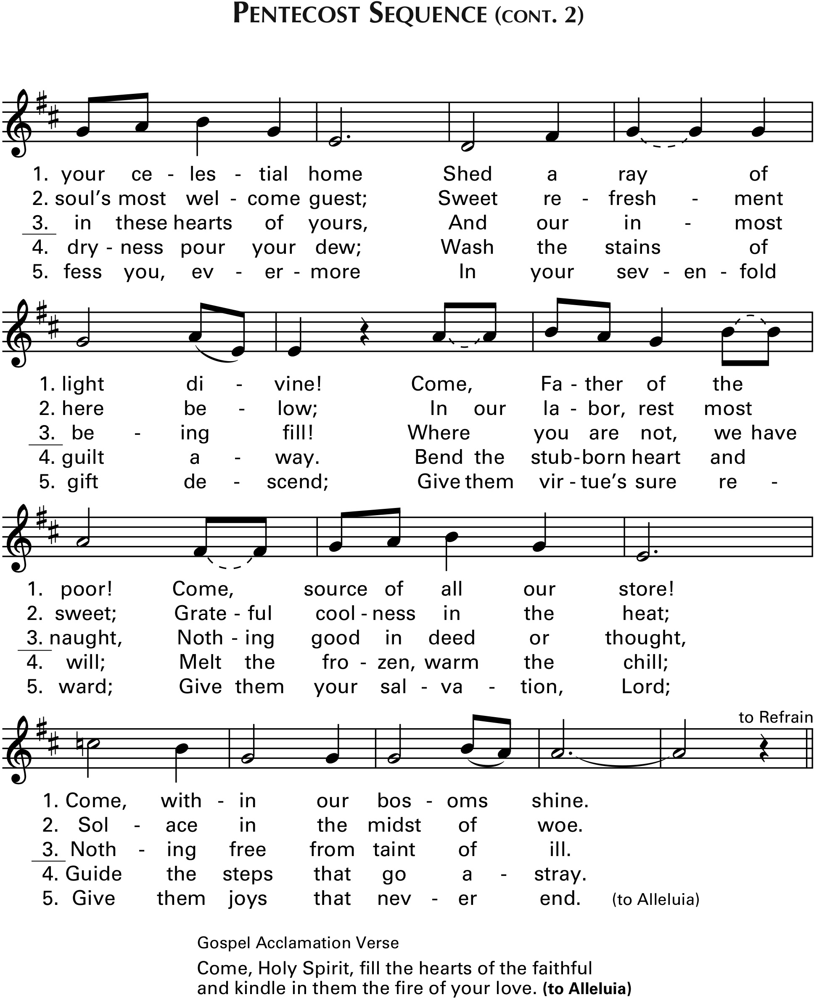 PENTECOST SEQUENCE (CONT. 2)
1. your ce - les - tial home Shed a ray of
2. soul's most wel - come guest; Sweet re - fresh - ment
3. in these hearts of yours, And our in - most
4. dry - ness pour your dew; Wash the stains of
5. fess you, ev - er - more In your sev - en - fold
1. light di - vine! Come, Fa - ther of the
2. here be - low; In our la - bor, rest most
3. be - ing fill! Where you are not, we have
4. guilt a - way. Bend the stub - born heart and
5. gift de - scend; Give them vir - tue's sure re -
1. poor! Come, source of all our store!
2. sweet; Grate - ful cool - ness in the heat;
3. naught, Noth - ing good in deed or thought,
4. will; Melt the fro - zen, warm the chill;
5. ward; Give them your sal - va - tion, Lord;
to Refrain
1. Come, with - in our bos - oms shine.
2. Sol - ace in the midst of woe.
3. Noth - ing free from taint of ill.
4. Guide the steps that go a - stray.
5. Give them joys that nev - er end. (to Alleluia)
Gospel Acclamation Verse
Come, Holy Spirit, fill the hearts of the faithful
and kindle in them the fire of your love. (to Alleluia)